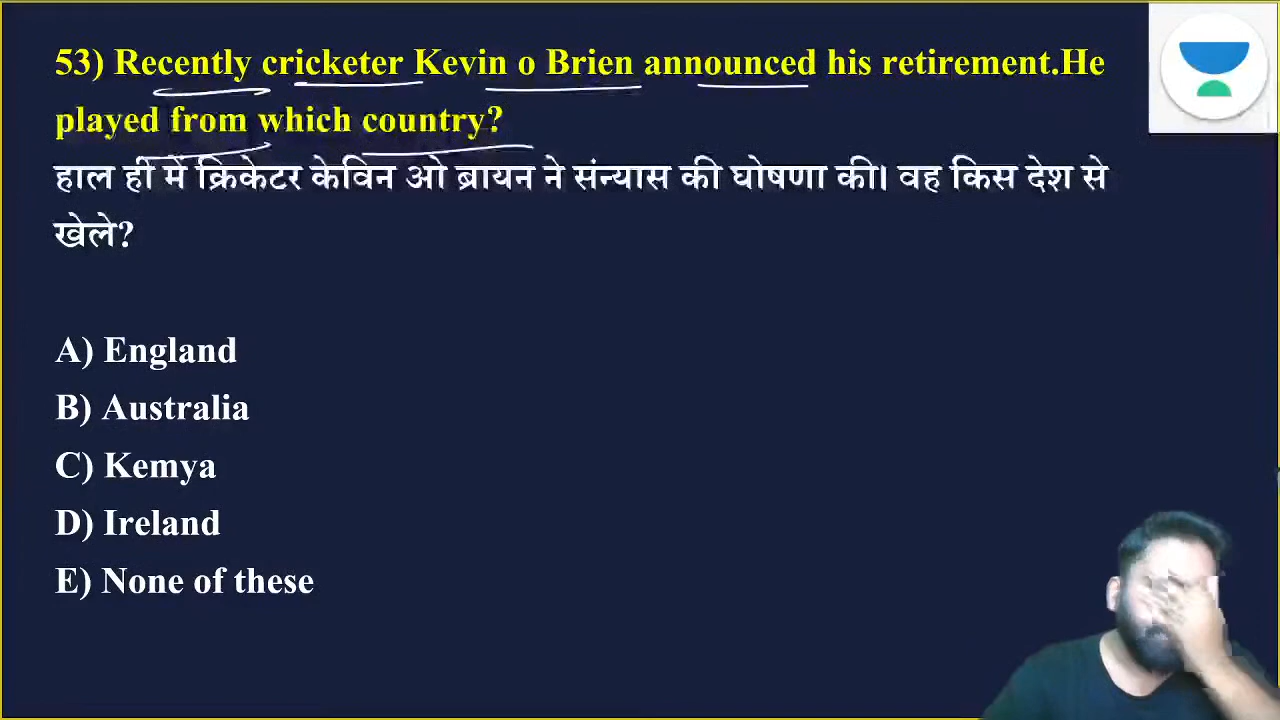 53) Recently cricketer Kevin o Brien announced his retirement.He
played from which country?
हाल ही में क्रिकेटर केविन ओ ब्रायन ने संन्यास की घोषणा की। वह किस देश से
खेले?
A) England
B) Australia
C) Kemya
D) Ireland
E) None of these